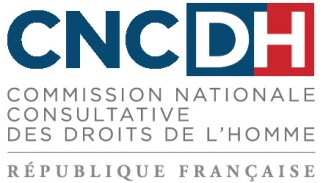 CNCDH
COMMISSION NATIONALE
CONSULTATIVE
DES DROITS DE L'HOMME
RÉPUBLIQUE FRANÇAISE